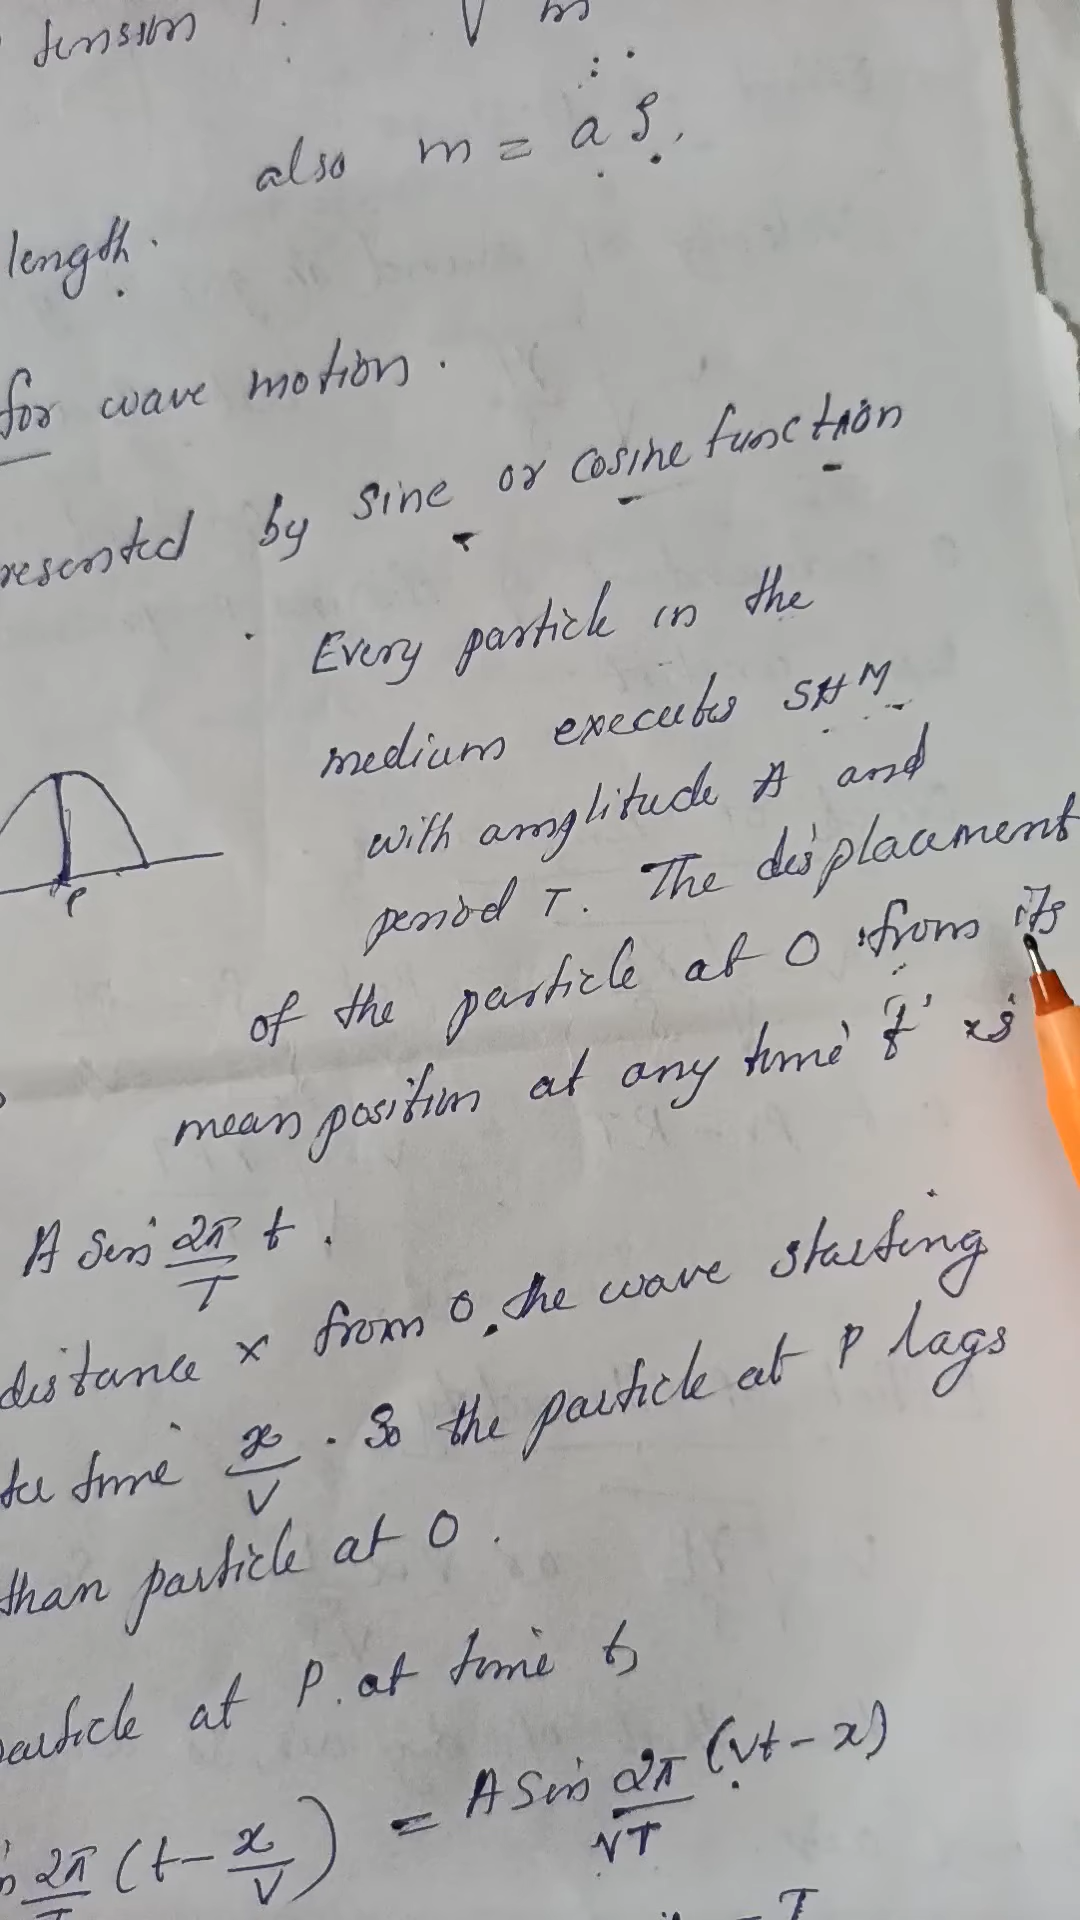 tension T. √ m
also m = a ρ.
length.
for wave motion.
resented by sine or cosine function
Every particle in the
medium executes SHM
with amplitude A and
period T. The displacement
P
of the particle at O from its
mean position at any time 't' is
A Sin 2π/T t.
distance x from O. the wave starting
time x/V. So the particle at P lags
than particle at O.
particle at P. at time t,
2π/T (t - x/V) = A Sin 2π/VT (Vt - x)
T